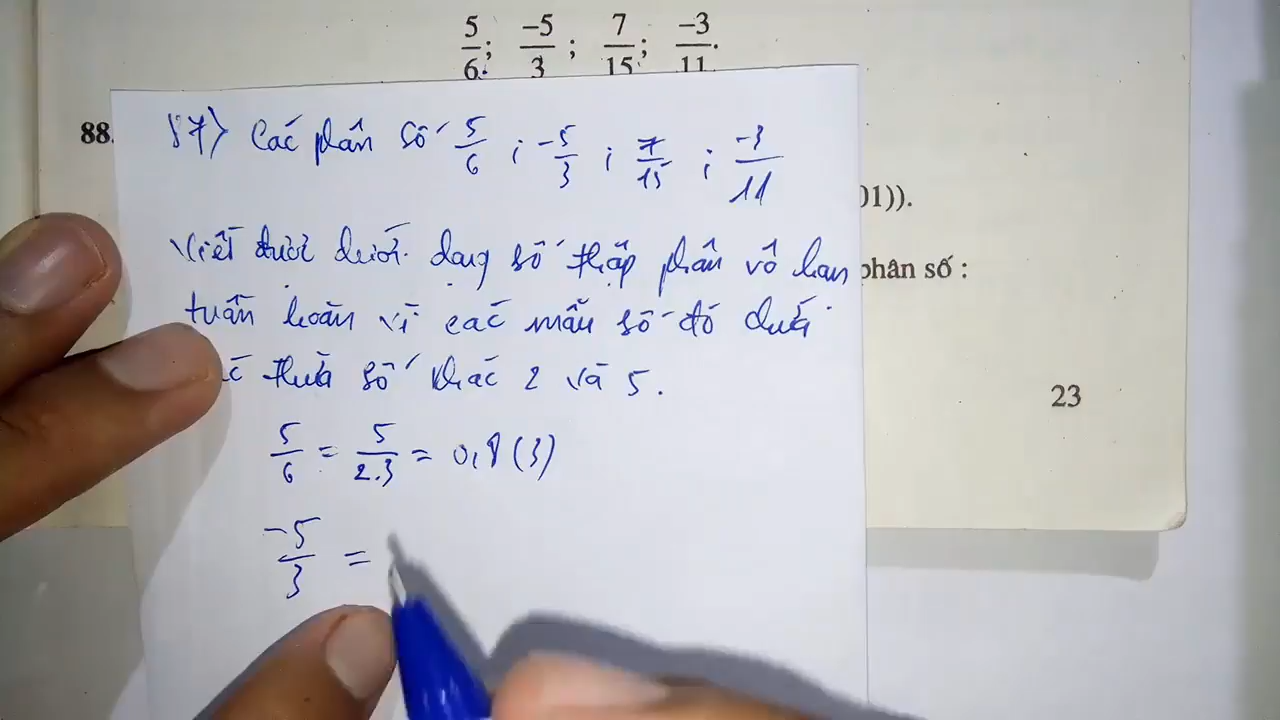 5/6; -5/3; 7/15; -3/11.
88.
87) Các phân số 5/6 ; -5/3 ; 7/15 ; -3/11
01)).
Viết được dưới dạng số thập phân vô hạn
phân số :
tuần hoàn vì các mẫu số đó
thừa số khác 2 và 5.
23
5/6 = 5/2.3 = 0,8(3)
-5/3 =